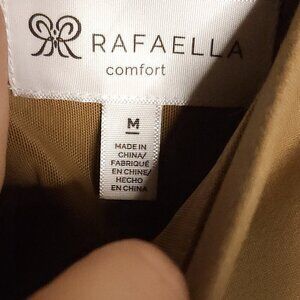 RAFAELLA
comfort
M
MADE IN
CHINA/
FABRIQUÉ
EN CHINE/
HECHO
EN CHINA